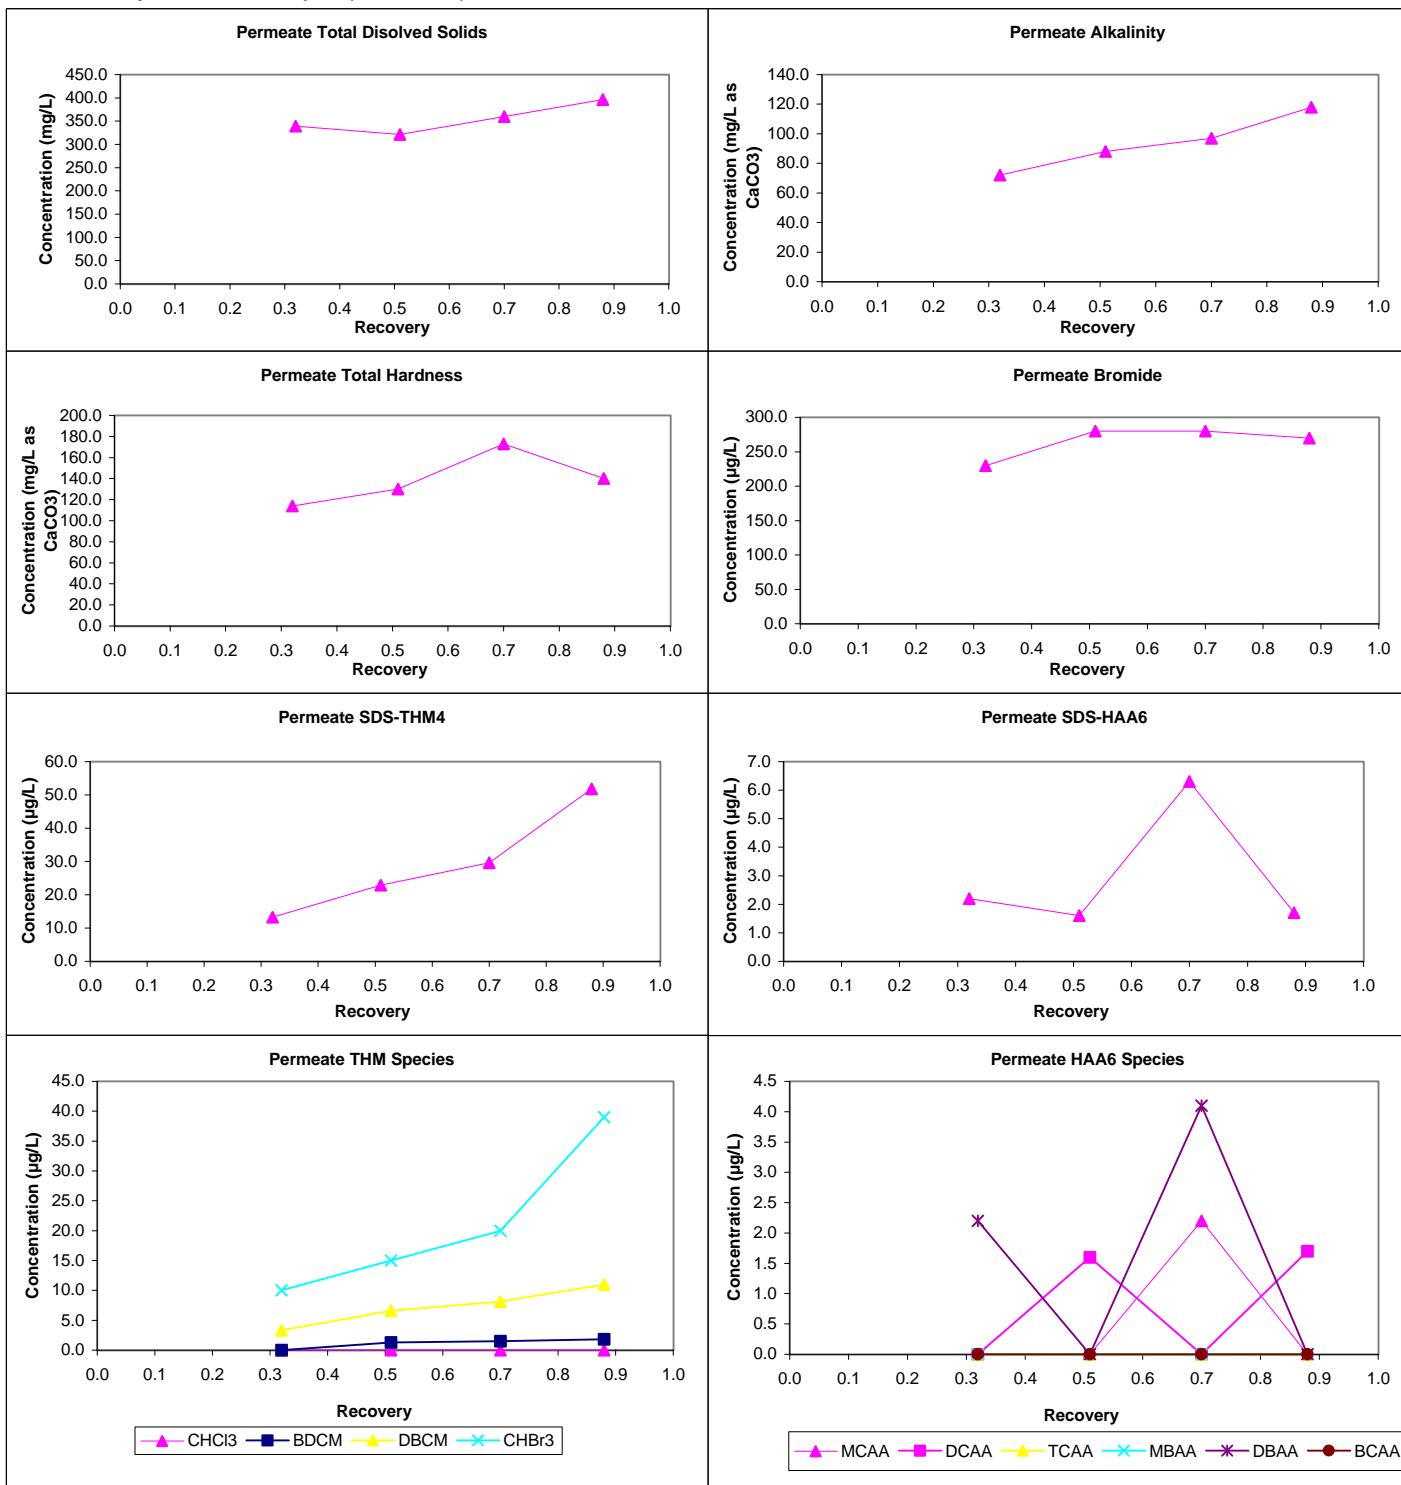 Permeate Total Disolved Solids
Concentration (mg/L)
450.0
400.0
350.0
300.0
250.0
200.0
150.0
100.0
50.0
0.0
0.0 0.1 0.2 0.3 0.4 0.5 0.6 0.7 0.8 0.9 1.0
Recovery
Permeate Alkalinity
Concentration (mg/L as
CaCO3)
140.0
120.0
100.0
80.0
60.0
40.0
20.0
0.0
0.0 0.1 0.2 0.3 0.4 0.5 0.6 0.7 0.8 0.9 1.0
Recovery
Permeate Total Hardness
Concentration (mg/L as
CaCO3)
200.0
180.0
160.0
140.0
120.0
100.0
80.0
60.0
40.0
20.0
0.0
0.0 0.1 0.2 0.3 0.4 0.5 0.6 0.7 0.8 0.9 1.0
Recovery
Permeate Bromide
Concentration (µg/L)
300.0
250.0
200.0
150.0
100.0
50.0
0.0
0.0 0.1 0.2 0.3 0.4 0.5 0.6 0.7 0.8 0.9 1.0
Recovery
Permeate SDS-THM4
Concentration (µg/L)
60.0
50.0
40.0
30.0
20.0
10.0
0.0
0.0 0.1 0.2 0.3 0.4 0.5 0.6 0.7 0.8 0.9 1.0
Recovery
Permeate SDS-HAA6
Concentration (µg/L)
7.0
6.0
5.0
4.0
3.0
2.0
1.0
0.0
0.0 0.1 0.2 0.3 0.4 0.5 0.6 0.7 0.8 0.9 1.0
Recovery
Permeate THM Species
Concentration (µg/L)
45.0
40.0
35.0
30.0
25.0
20.0
15.0
10.0
5.0
0.0
0.0 0.1 0.2 0.3 0.4 0.5 0.6 0.7 0.8 0.9 1.0
Recovery
CHCl3 BDCM DBCM CHBr3
Permeate HAA6 Species
Concentration (µg/L)
4.5
4.0
3.5
3.0
2.5
2.0
1.5
1.0
0.5
0.0
0.0 0.1 0.2 0.3 0.4 0.5 0.6 0.7 0.8 0.9 1.0
Recovery
MCAA DCAA TCAA MBAA DBAA BCAA